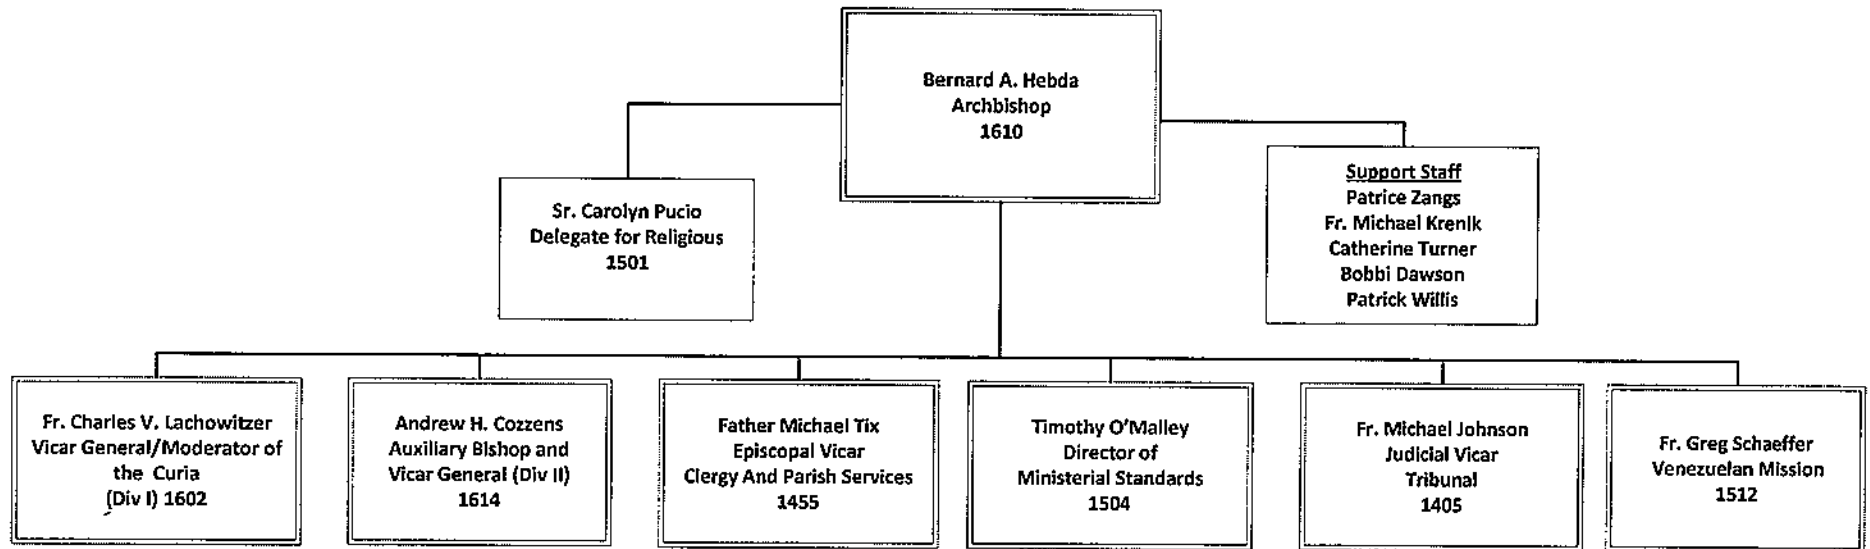 Bernard A. Hebda
Archbishop
1610
Sr. Carolyn Pucio
Delegate for Religious
1501
Support Staff
Patrice Zangs
Fr. Michael Krenik
Catherine Turner
Bobbi Dawson
Patrick Willis
Fr. Charles V. Lachowitzer
Vicar General/Moderator of
the Curia
(Div I) 1602
Andrew H. Cozzens
Auxiliary Bishop and
Vicar General (Div II)
1614
Father Michael Tix
Episcopal Vicar
Clergy And Parish Services
1455
Timothy O'Malley
Director of
Ministerial Standards
1504
Fr. Michael Johnson
Judicial Vicar
Tribunal
1405
Fr. Greg Schaeffer
Venezuelan Mission
1512